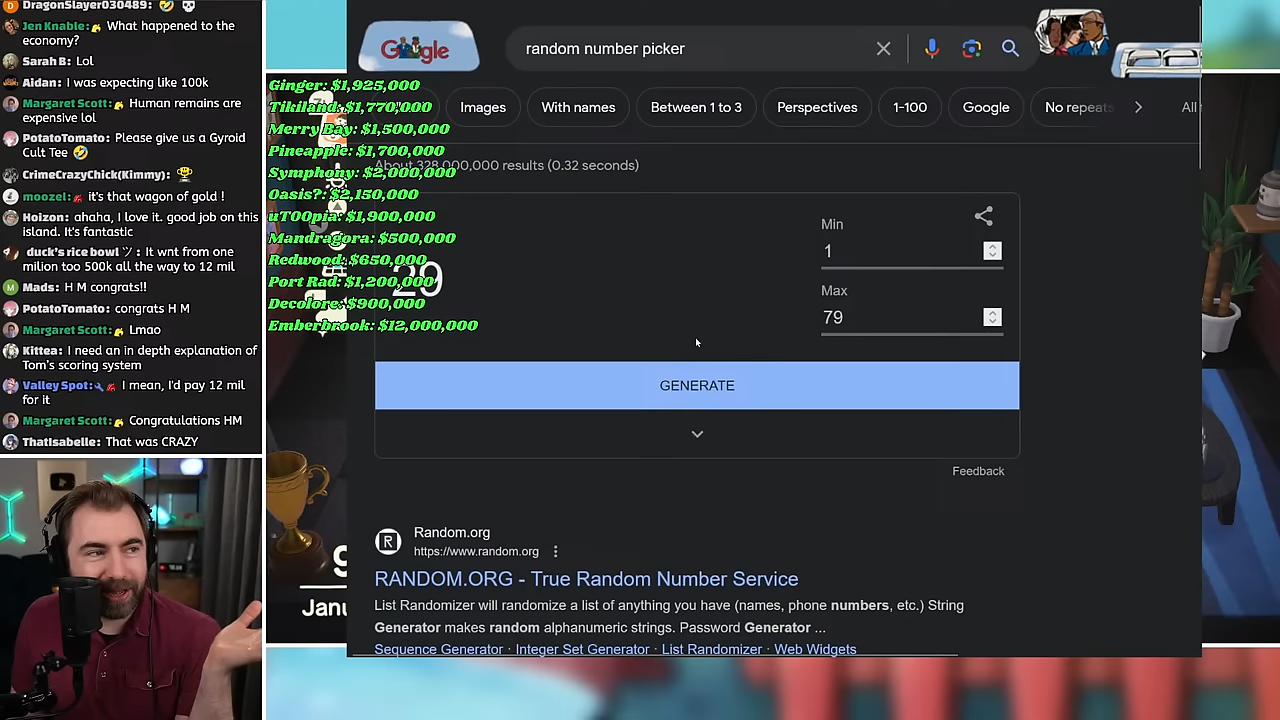 DragonSlayer030489:
Jen Knable: What happened to the
economy?
Sarah B: Lol
Aidan: I was expecting like 100k
Margaret Scott: Human remains are
expensive lol
PotatoTomato: Please give us a Gyroid
Cult Tee
CrimeCrazyChick(Kimmy):
moozel: it's that wagon of gold !
Hoizon: ahaha, I love it. good job on this
island. It's fantastic
duck's rice bowl ツ : It wnt from one
milion too 500k all the way to 12 mil
Mads: H M congrats!!
PotatoTomato: congrats H M
Margaret Scott: Lmao
Kittea: I need an in depth explanation of
Tom's scoring system
Valley Spot: I mean, I'd pay 12 mil
for it
Margaret Scott: Congratulations HM
ThatIsabelle: That was CRAZY
Google
random number picker
Images
With names
Between 1 to 3
Perspectives
1-100
Google
No repeats
All
About 328,000,000 results (0.32 seconds)
Ginger: $1,925,000
Tikiland: $1,770,000
Merry Bay: $1,500,000
Pineapple: $1,700,000
Symphony: $2,000,000
Oasis?: $2,150,000
uTOOpia: $1,900,000
Mandragora: $500,000
Redwood: $650,000
Port Rad: $1,200,000
Decolore: $900,000
Emberbrook: $12,000,000
29
Min
1
Max
79
GENERATE
Feedback
R
Random.org
https://www.random.org
RANDOM.ORG - True Random Number Service
List Randomizer will randomize a list of anything you have (names, phone numbers, etc.) String
Generator makes random alphanumeric strings. Password Generator ...
Sequence Generator · Integer Set Generator · List Randomizer · Web Widgets
9
Janu